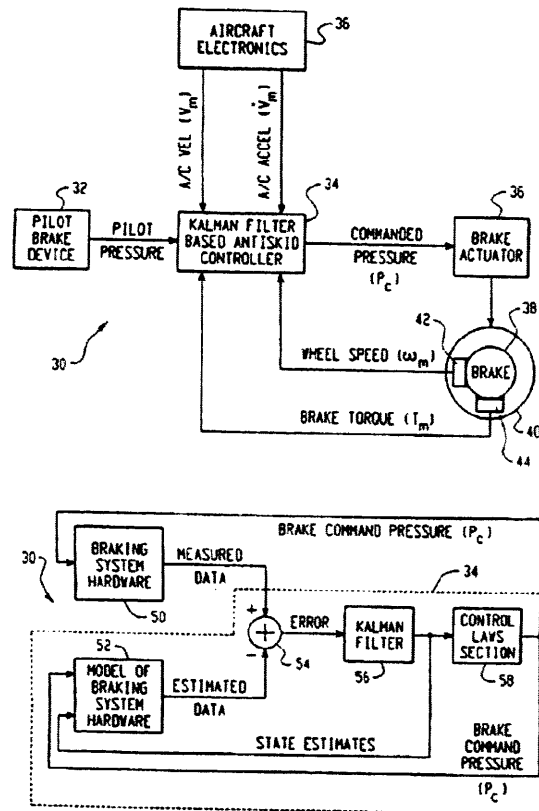 AIRCRAFT
ELECTRONICS
36
A/C VEL (V_m)
A/C ACCEL (V̇_m)
32
PILOT
BRAKE
DEVICE
PILOT
PRESSURE
34
KALMAN FILTER
BASED ANTISKID
CONTROLLER
COMMANDED
PRESSURE
(P_c)
36
BRAKE
ACTUATOR
38
42
BRAKE
WHEEL SPEED (ω_m)
30
BRAKE TORQUE (T_m)
40
44
BRAKE COMMAND PRESSURE (P_c)
30
BRAKING
SYSTEM
HARDWARE
50
MEASURED
DATA
34
+
−
54
ERROR
KALMAN
FILTER
56
CONTROL
LAWS
SECTION
58
52
MODEL OF
BRAKING
SYSTEM
HARDWARE
ESTIMATED
DATA
STATE ESTIMATES
BRAKE
COMMAND
PRESSURE
(P_c)